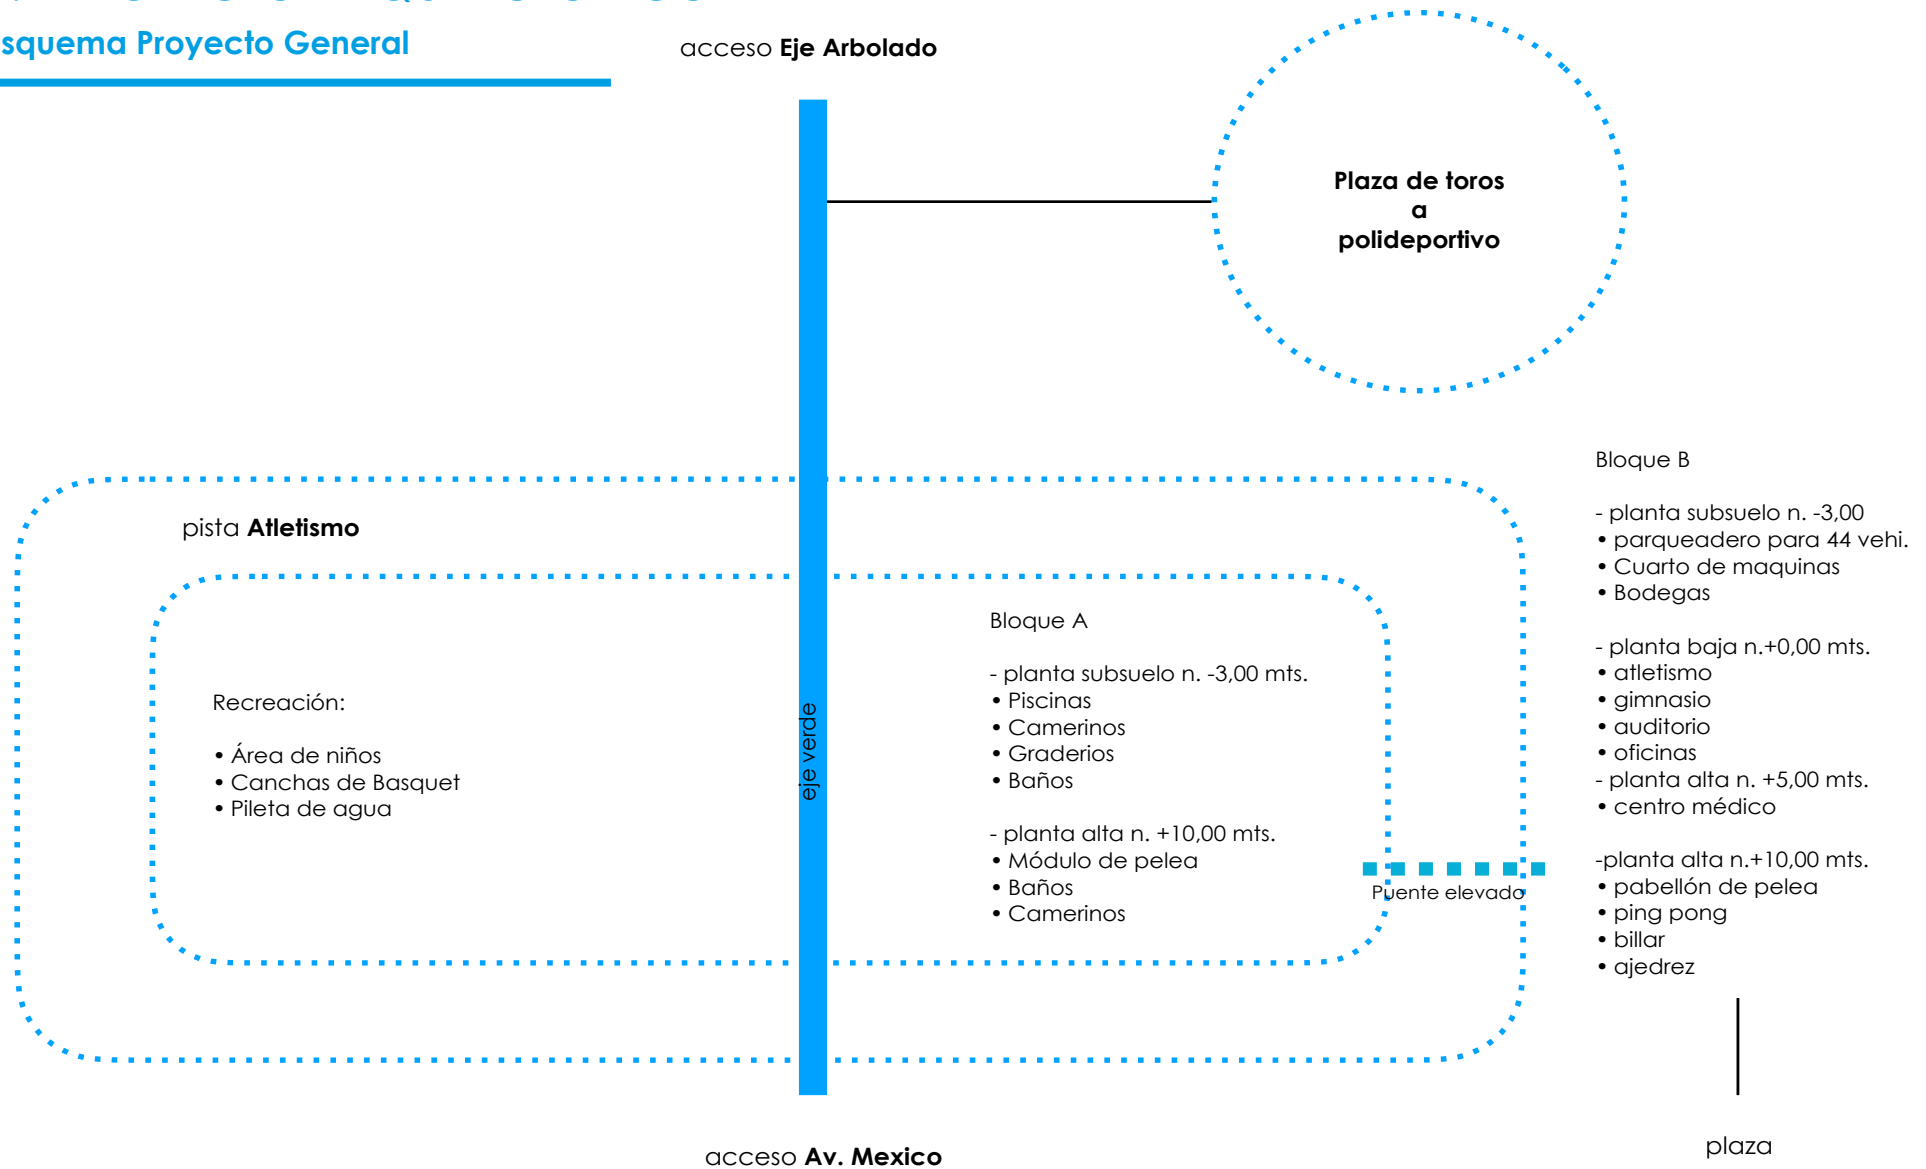 squema Proyecto General
acceso Eje Arbolado
Plaza de toros
a
polideportivo
pista Atletismo
Recreación:
• Área de niños
• Canchas de Basquet
• Pileta de agua
eje verde
Bloque A
- planta subsuelo n. -3,00 mts.
• Piscinas
• Camerinos
• Graderios
• Baños
- planta alta n. +10,00 mts.
• Módulo de pelea
• Baños
• Camerinos
Puente elevado
Bloque B
- planta subsuelo n. -3,00
• parqueadero para 44 vehi.
• Cuarto de maquinas
• Bodegas
- planta baja n.+0,00 mts.
• atletismo
• gimnasio
• auditorio
• oficinas
- planta alta n. +5,00 mts.
• centro médico
-planta alta n.+10,00 mts.
• pabellón de pelea
• ping pong
• billar
• ajedrez
plaza
acceso Av. Mexico